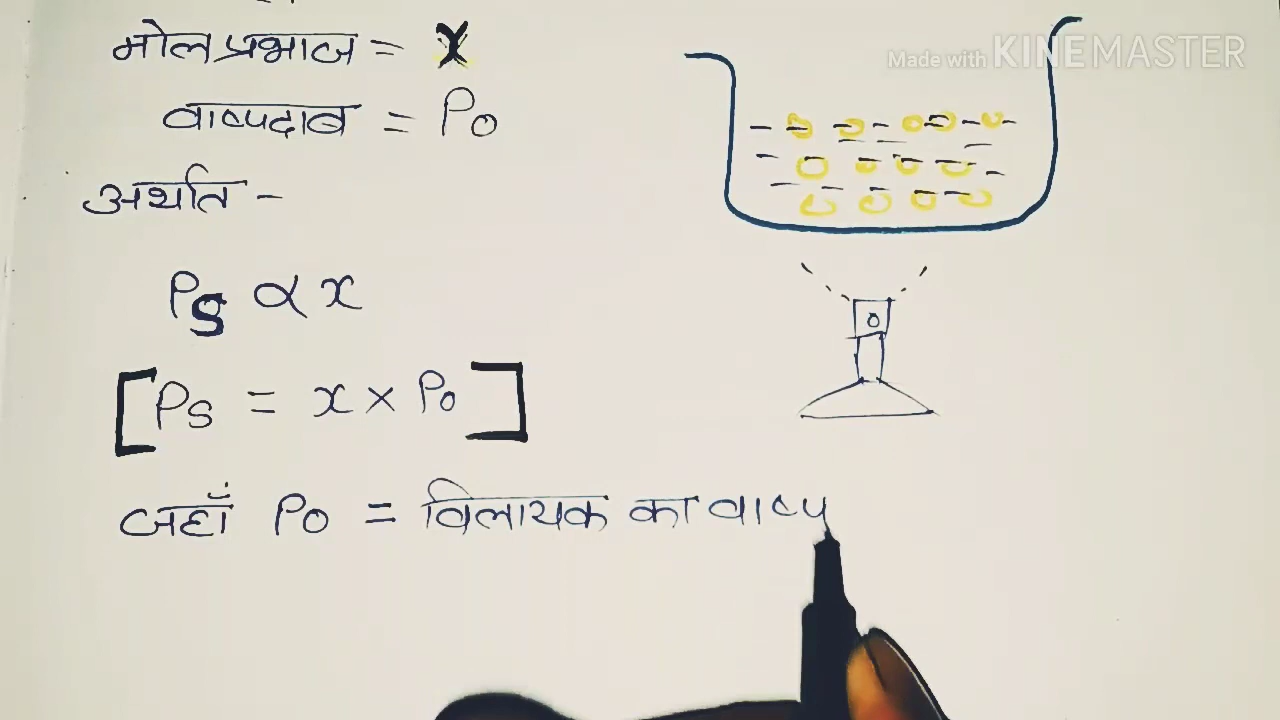 मोल प्रभाज = x
Made with KINEMASTER
वाष्पदाब = Po
अर्थात -
Ps ∝ x
[Ps = x × Po]
जहाँ Po = विलायक का वाष्प